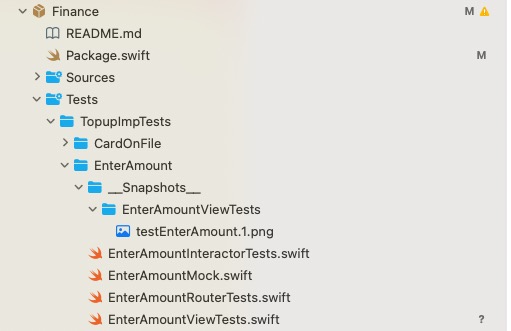 Finance M
README.md
Package.swift M
Sources
Tests
TopupImpTests
CardOnFile
EnterAmount
__Snapshots__
EnterAmountViewTests
testEnterAmount.1.png
EnterAmountInteractorTests.swift
EnterAmountMock.swift
EnterAmountRouterTests.swift
EnterAmountViewTests.swift ?